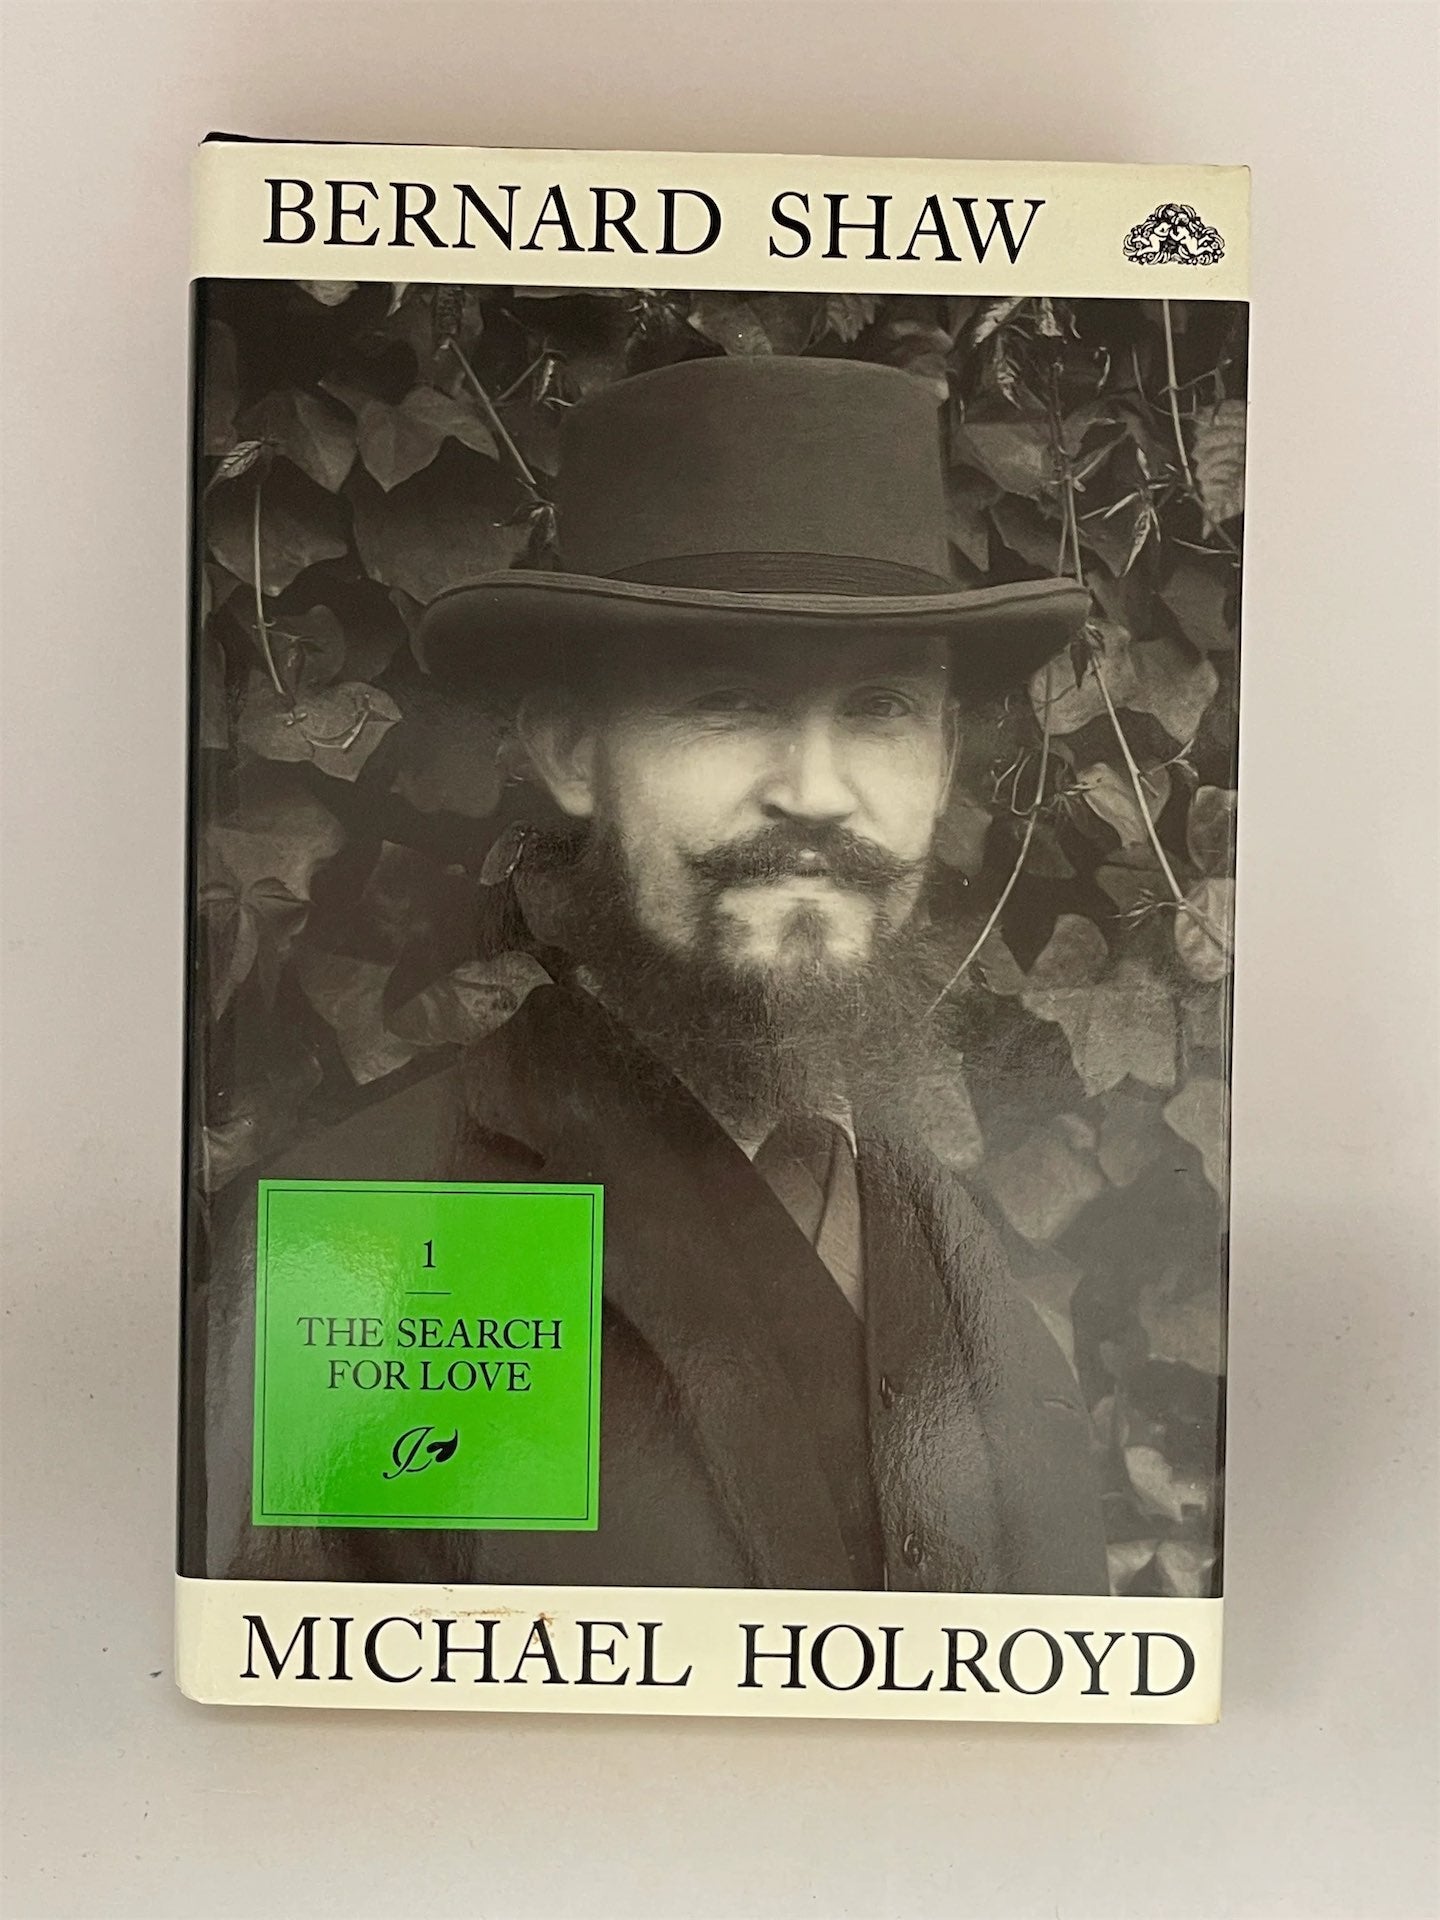 BERNARD SHAW
1
THE SEARCH
FOR LOVE
MICHAEL HOLROYD